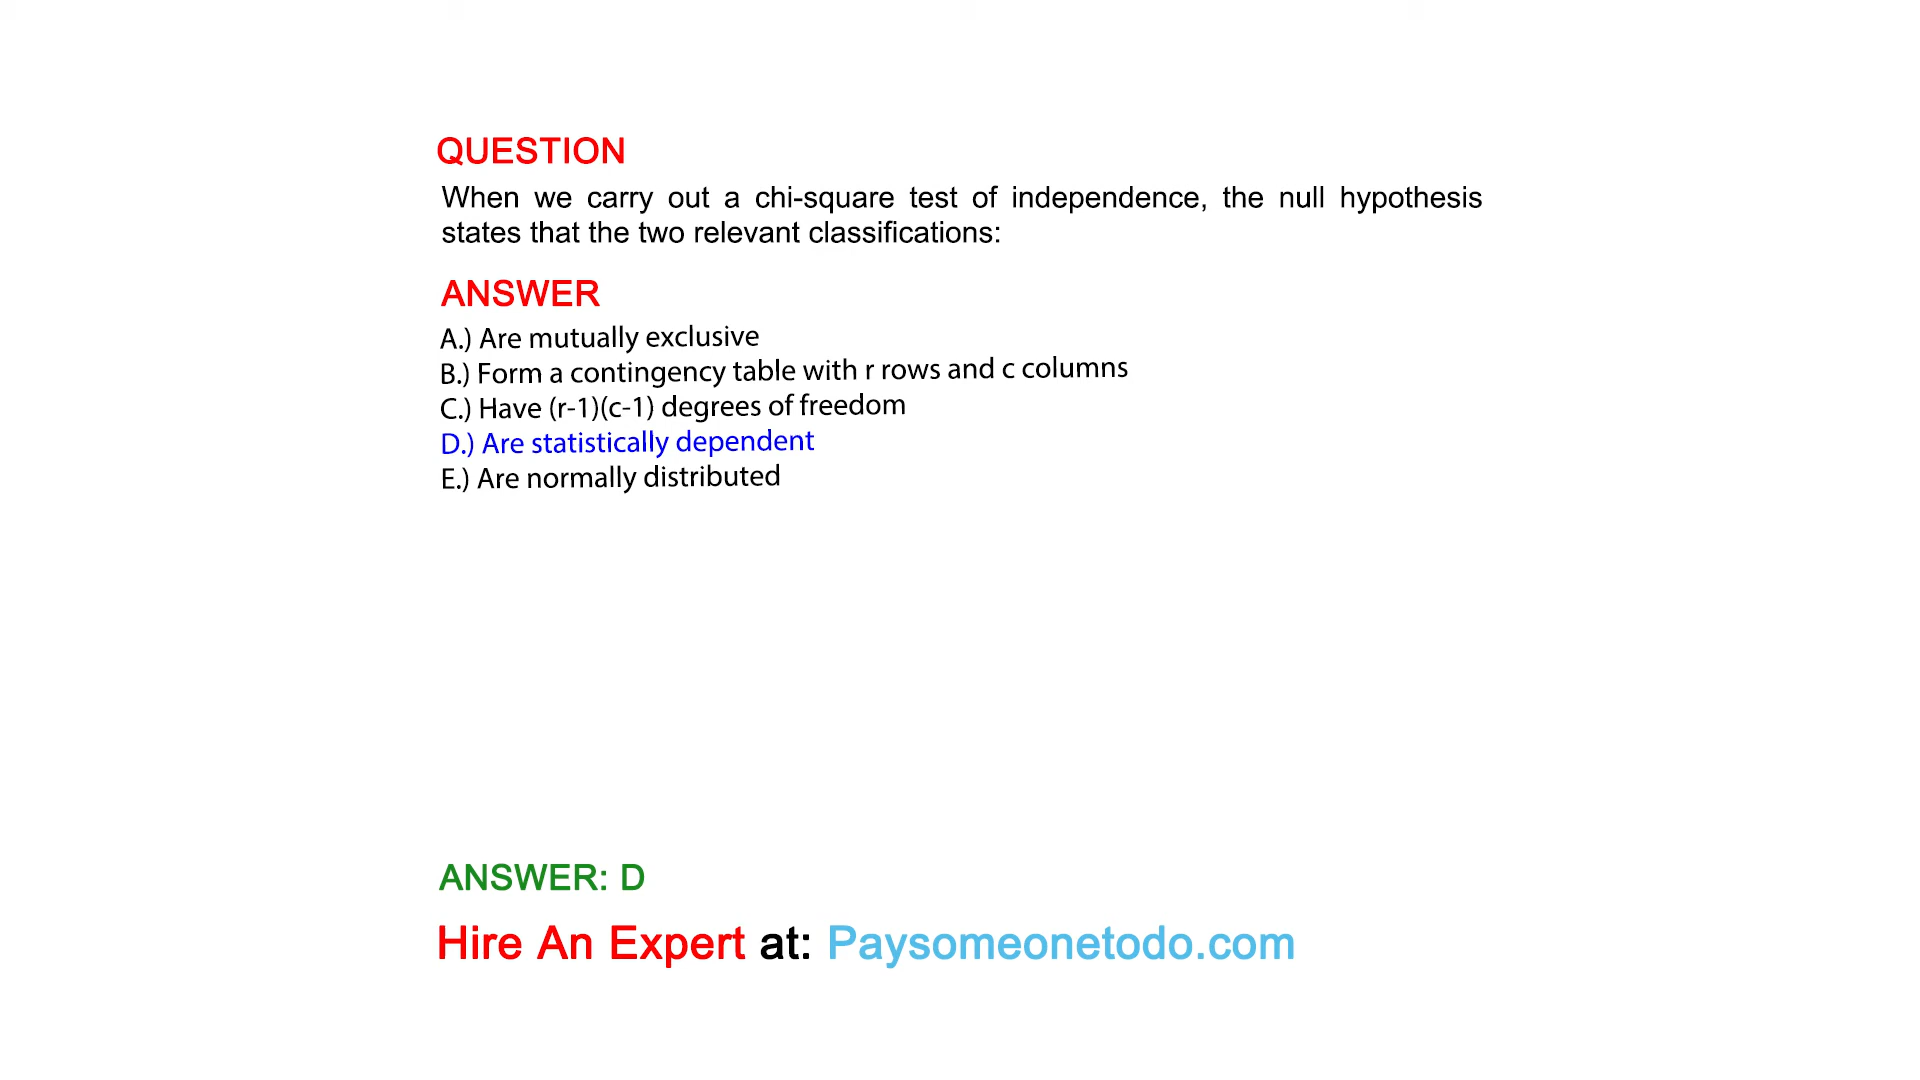 QUESTION
When we carry out a chi-square test of independence, the null hypothesis
states that the two relevant classifications:
ANSWER
A.) Are mutually exclusive
B.) Form a contingency table with r rows and c columns
C.) Have (r-1)(c-1) degrees of freedom
D.) Are statistically dependent
E.) Are normally distributed
ANSWER: D
Hire An Expert at: Paysomeonetodo.com